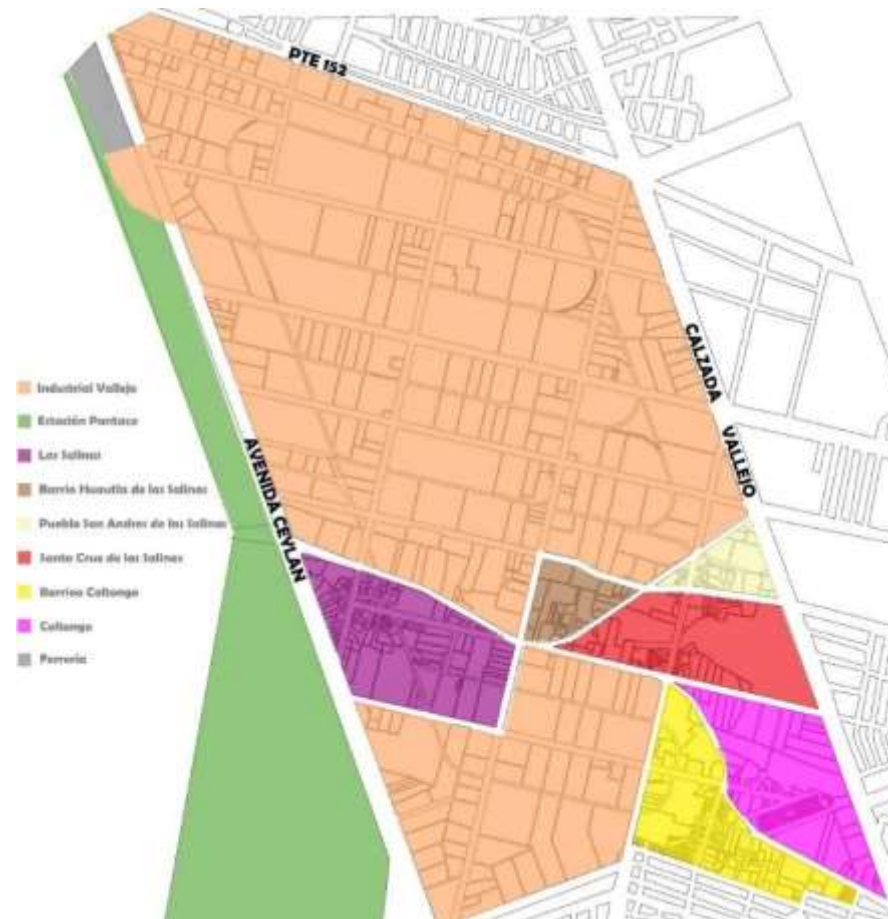 PTE 152
CALZADA VALLEJO
AVENIDA CEYLAN
Industrial Vallejo
Estación Pantaco
Las Salinas
Barrio Huautla de las Salinas
Pueblo San Andres de las Salinas
Santa Cruz de las Salinas
Barrios Coltongo
Coltongo
Ferreria